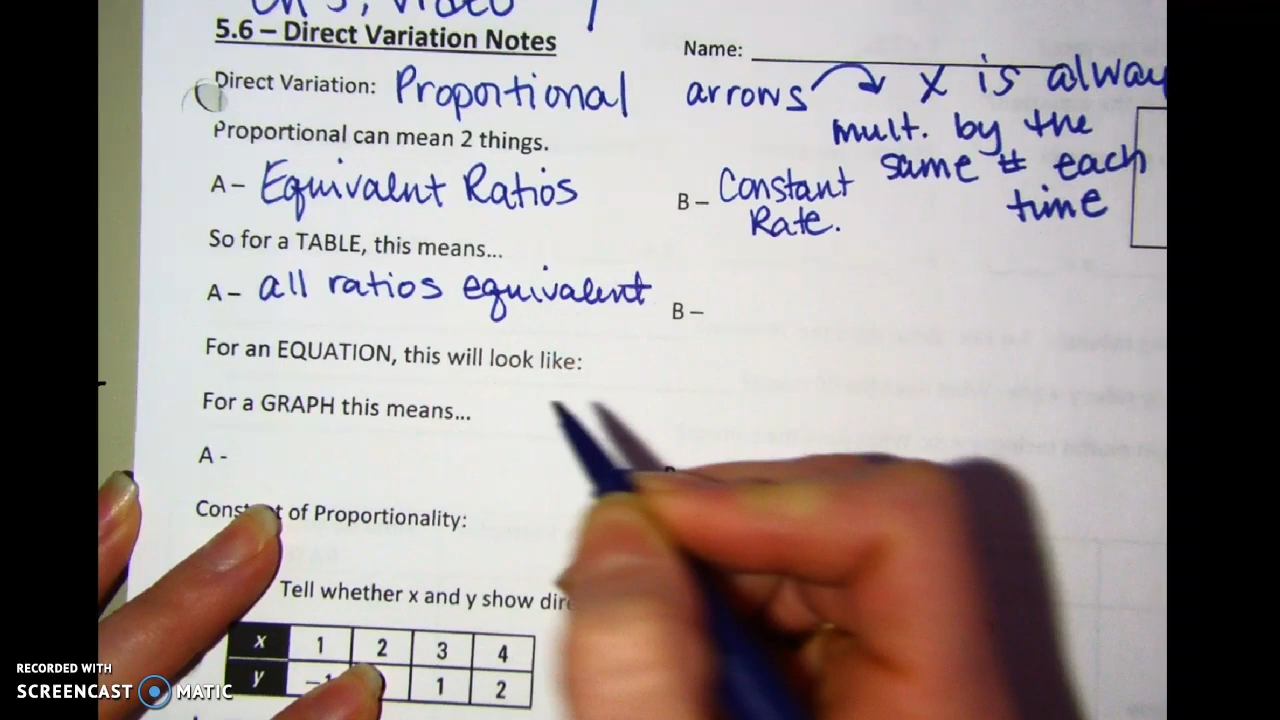 Ch 5, Video
5.6 – Direct Variation Notes
Name:
Direct Variation: Proportional
arrows x is alway
mult. by the
same # each
time
Proportional can mean 2 things.
A – Equivalent Ratios
B – Constant
Rate.
So for a TABLE, this means...
A – all ratios equivalent
B –
For an EQUATION, this will look like:
For a GRAPH this means...
A -
of Proportionality:
Tell whether x and y show dire
x 1 2 3 4
y 1 2
RECORDED WITH
SCREENCAST MATIC